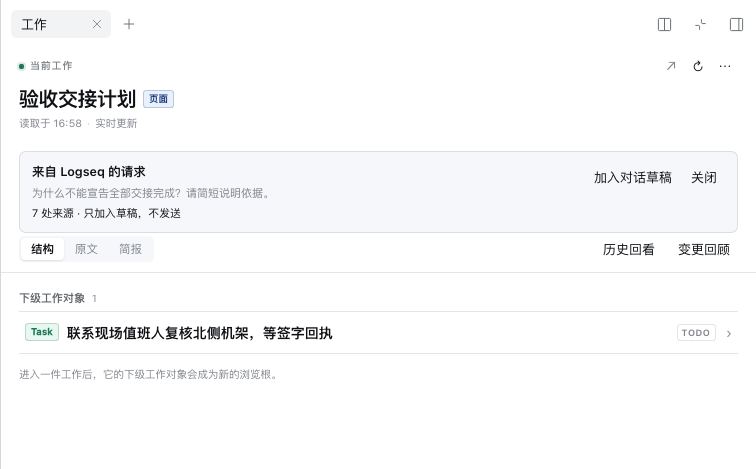 工作
当前工作
验收交接计划 页面
读取于 16:58 · 实时更新
来自 Logseq 的请求
为什么不能宣告全部交接完成？请简短说明依据。
7 处来源 · 只加入草稿，不发送
加入对话草稿 关闭
结构 原文 简报 历史回看 变更回顾
下级工作对象 1
Task 联系现场值班人复核北侧机架，等签字回执 TODO
进入一件工作后，它的下级工作对象会成为新的浏览根。